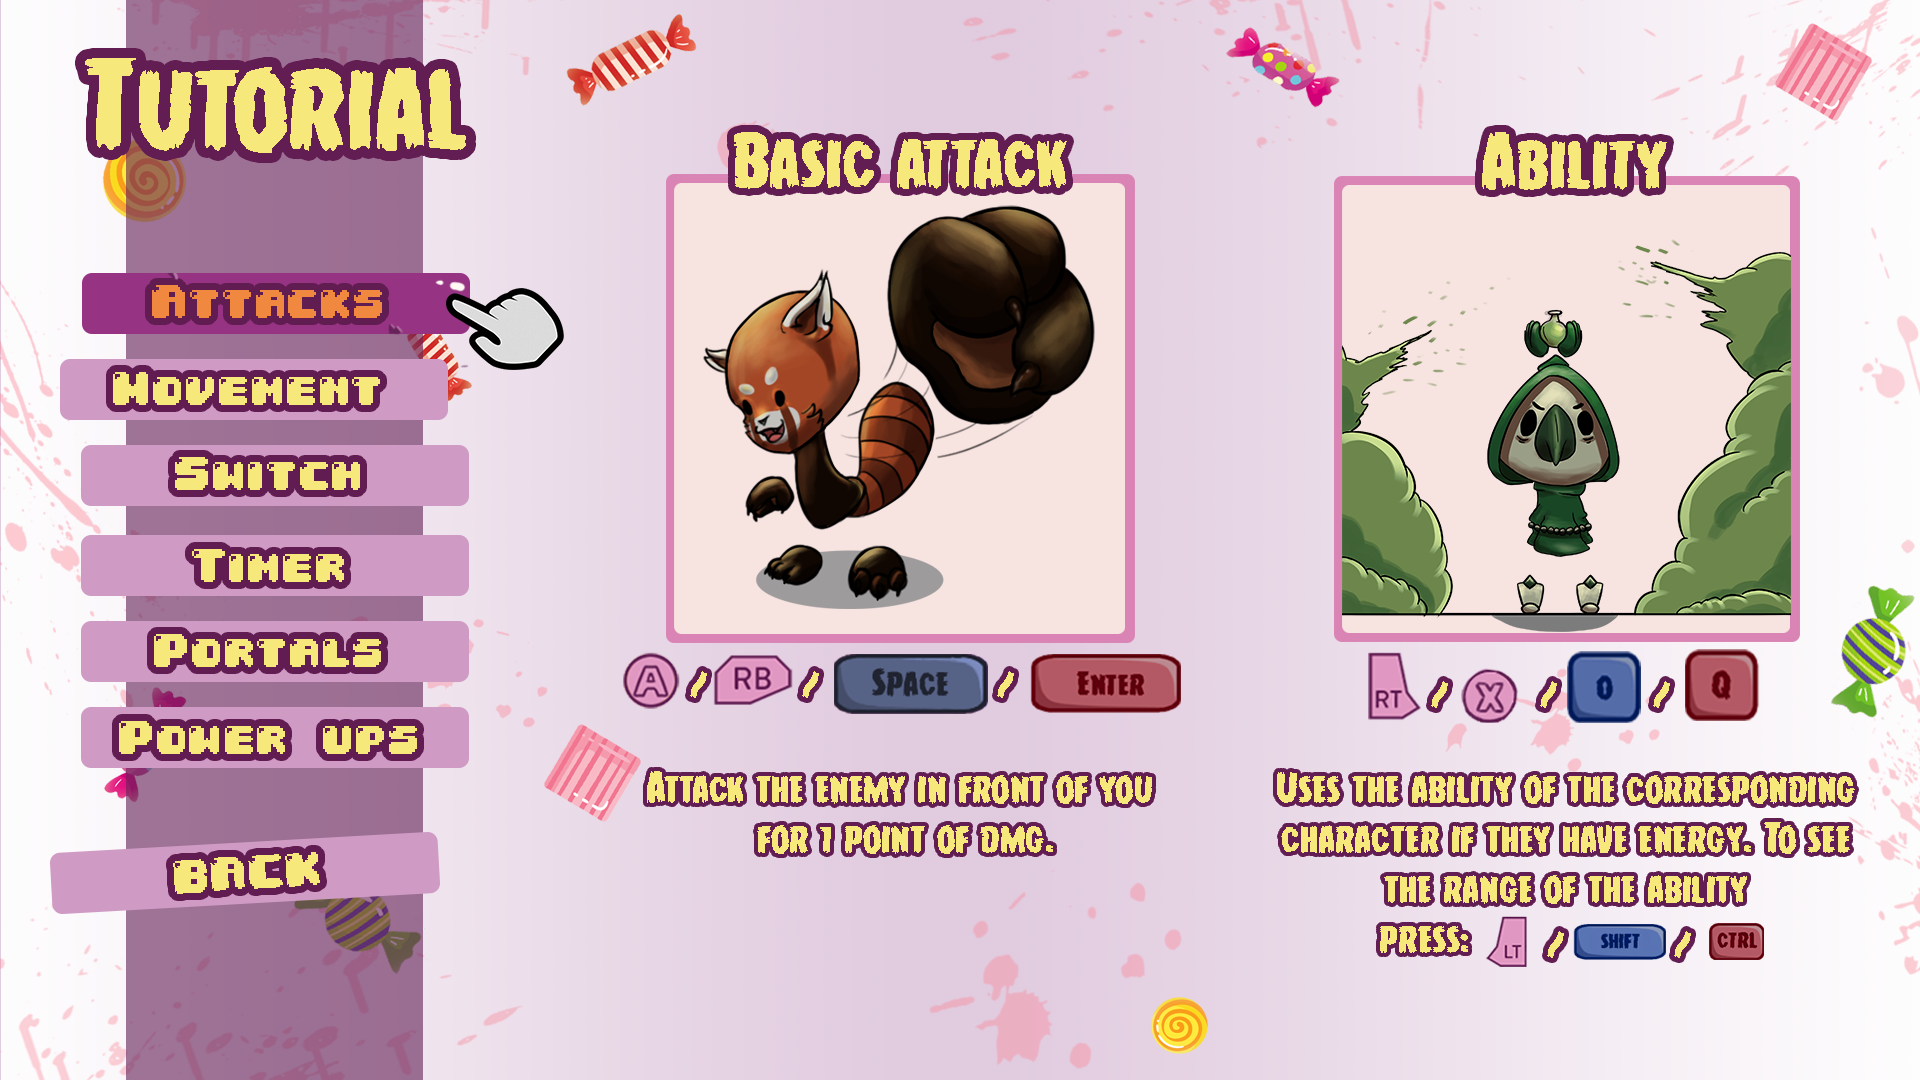 Tutorial
Attacks
Movement
Switch
Timer
Portals
Power ups
Back
Basic attack
A / RB / Space / Enter
Attack the enemy in front of you
for 1 point of dmg.
Ability
RT / X / O / Q
Uses the ability of the corresponding
character if they have energy. To see
the range of the ability
press: LT / Shift / Ctrl